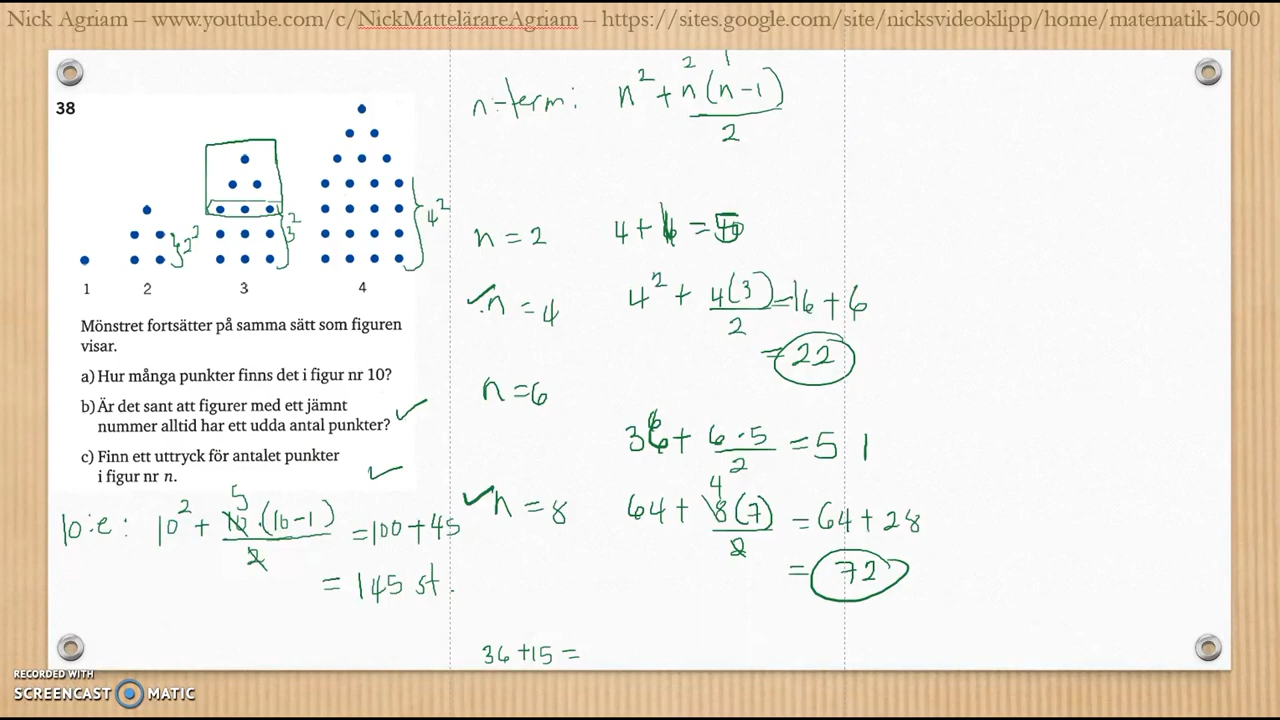 Nick Agriam – www.youtube.com/c/NickMattelärareAgriam – https://sites.google.com/site/nicksvideoklipp/home/matematik-5000
38
1 2 3 4
2²
3²
4²
Mönstret fortsätter på samma sätt som figuren
visar.
a) Hur många punkter finns det i figur nr 10?
b) Är det sant att figurer med ett jämnt
nummer alltid har ett udda antal punkter?
c) Finn ett uttryck för antalet punkter
i figur nr n.
10:e: 10² + 10·(10-1)/2 = 100+45
5
= 145 st.
n:term: n² + n(n-1)/2
2 1
n = 2 4 + =
n = 4 4² + 4(3)/2 = 16 + 6
= 22
n = 6
36 + 6·5/2 = 51
n = 8 64 + 8(7)/2 = 64 + 28
4
= 72
36 + 15 =
RECORDED WITH
SCREENCAST MATIC